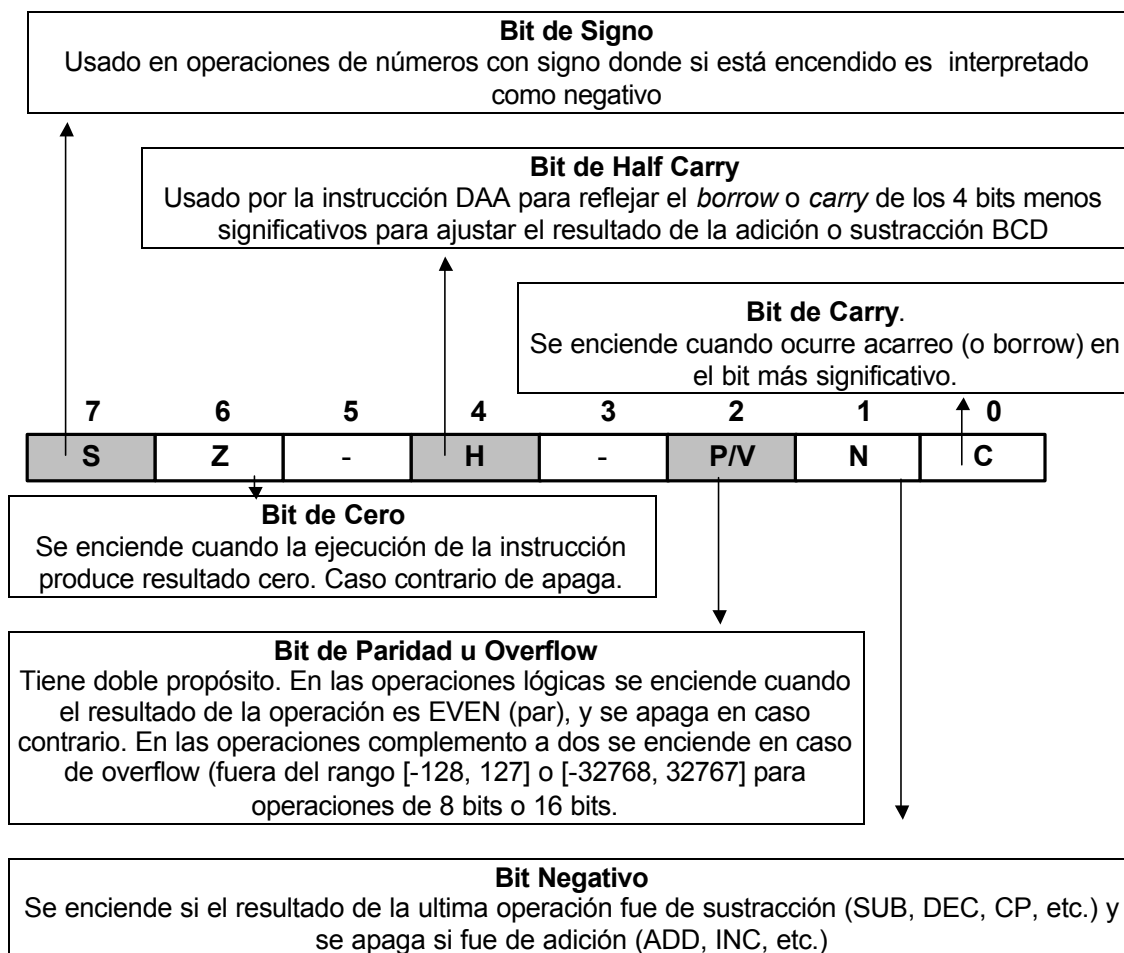 Bit de Signo
Usado en operaciones de números con signo donde si está encendido es interpretado
como negativo
Bit de Half Carry
Usado por la instrucción DAA para reflejar el borrow o carry de los 4 bits menos
significativos para ajustar el resultado de la adición o sustracción BCD
Bit de Carry.
Se enciende cuando ocurre acarreo (o borrow) en
el bit más significativo.
7 6 5 4 3 2 1 0
S Z - H - P/V N C
Bit de Cero
Se enciende cuando la ejecución de la instrucción
produce resultado cero. Caso contrario de apaga.
Bit de Paridad u Overflow
Tiene doble propósito. En las operaciones lógicas se enciende cuando
el resultado de la operación es EVEN (par), y se apaga en caso
contrario. En las operaciones complemento a dos se enciende en caso
de overflow (fuera del rango [-128, 127] o [-32768, 32767] para
operaciones de 8 bits o 16 bits.
Bit Negativo
Se enciende si el resultado de la ultima operación fue de sustracción (SUB, DEC, CP, etc.) y
se apaga si fue de adición (ADD, INC, etc.)